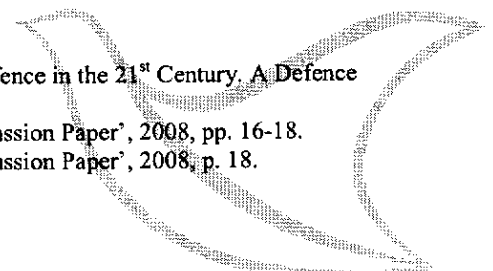 fence in the 21st Century. A Defence
ussion Paper', 2008, pp. 16-18.
ussion Paper', 2008, p. 18.